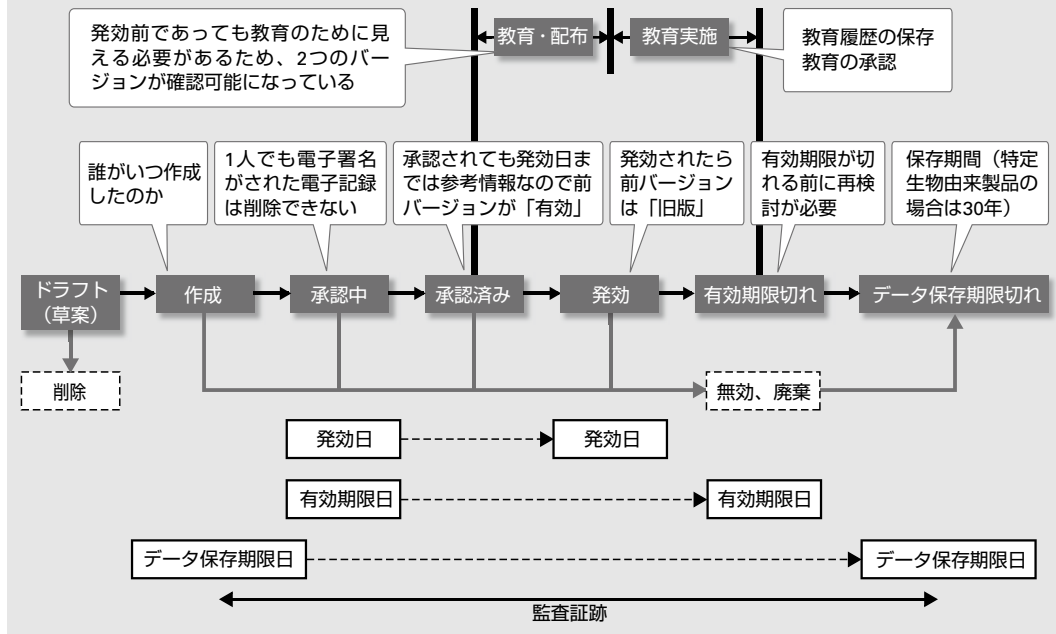 発効前であっても教育のために見
える必要があるため、2つのバー
ジョンが確認可能になっている
教育・配布
教育実施
教育履歴の保存
教育の承認
誰がいつ作成
したのか
1人でも電子署名
がされた電子記録
は削除できない
承認されても発効日ま
では参考情報なので前
バージョンが「有効」
発効されたら
前バージョン
は「旧版」
有効期限が切
れる前に再検
討が必要
保存期間（特定
生物由来製品の
場合は30年）
ドラフト
（草案）
作成
承認中
承認済み
発効
有効期限切れ
データ保存期限切れ
削除
無効、廃棄
発効日
発効日
有効期限日
有効期限日
データ保存期限日
データ保存期限日
監査証跡